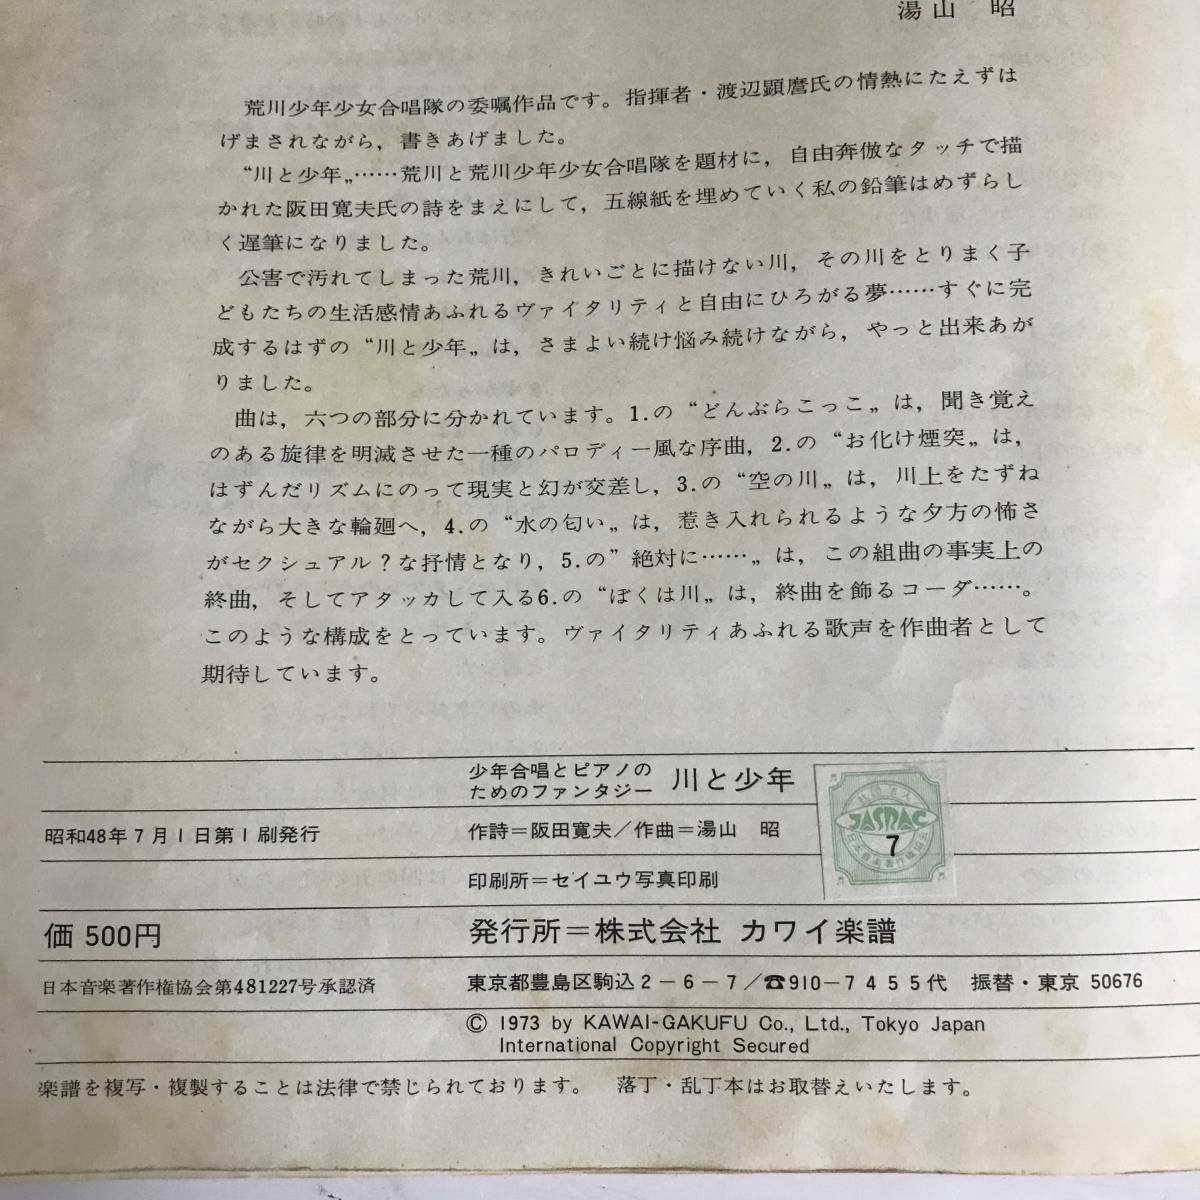 湯山 昭
荒川少年少女合唱隊の委嘱作品です。指揮者・渡辺顕麿氏の情熱にたえずは
げまされながら，書きあげました。
“川と少年„……荒川と荒川少年少女合唱隊を題材に，自由奔放なタッチで描
かれた阪田寛夫氏の詩をまえにして，五線紙を埋めていく私の鉛筆はめずらし
く遅筆になりました。
公害で汚れてしまった荒川，きれいごとに描けない川，その川をとりまく子
どもたちの生活感情あふれるヴァイタリティと自由にひろがる夢……すぐに完
成するはずの“川と少年„は，さまよい続け悩み続けながら，やっと出来あが
りました。
曲は，六つの部分に分かれています。1.の“どんぶらこっこ„は，聞き覚え
のある旋律を明滅させた一種のパロディー風な序曲，2.の“お化け煙突„は，
はずんだリズムにのって現実と幻が交差し，3.の“空の川„は，川上をたずね
ながら大きな輪廻へ，4.の“水の匂い„は，惹き入れられるような夕方の怖さ
がセクシュアル？な抒情となり，5.の”絶対に……„は，この組曲の事実上の
終曲，そしてアタッカして入る6.の“ぼくは川„は，終曲を飾るコーダ……。
このような構成をとっています。ヴァイタリティあふれる歌声を作曲者として
期待しています。
少年合唱とピアノの
ためのファンタジー 川と少年
昭和48年7月1日第1刷発行
作詩＝阪田寛夫／作曲＝湯山 昭
社団法人
JASRAC
7
日本音楽著作権協会
印刷所＝セイユウ写真印刷
価 500円
発行所＝株式会社 カワイ楽譜
日本音楽著作権協会第481227号承認済
東京都豊島区駒込2－6－7／☎910－7455代 振替・東京 50676
© 1973 by KAWAI-GAKUFU Co., Ltd., Tokyo Japan
International Copyright Secured
楽譜を複写・複製することは法律で禁じられております。 落丁・乱丁本はお取替えいたします。